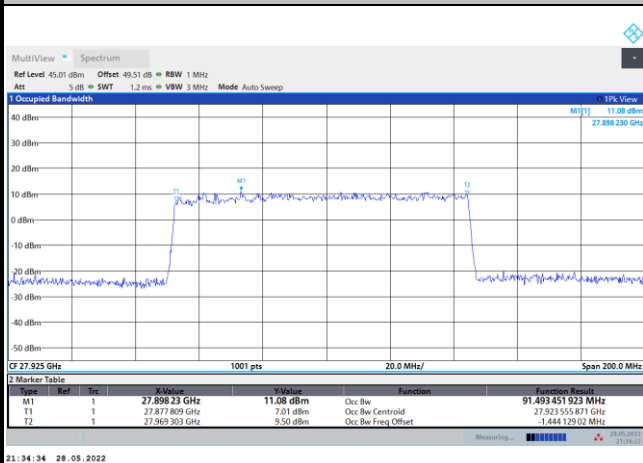 MultiView Spectrum
Ref Level 45.01 dBm Offset 49.51 dB RBW 1 MHz
Att 5 dB SWT 1.2 ms VBW 3 MHz Mode Auto Sweep
1 Occupied Bandwidth 1Pk View
M1[1] 11.08 dBm
27.898 230 GHz
40 dBm
30 dBm
20 dBm
M1
T1
T2
10 dBm
0 dBm
-10 dBm
-20 dBm
-30 dBm
-50 dBm
CF 27.925 GHz 1001 pts 20.0 MHz/ Span 200.0 MHz
2 Marker Table
Type Ref Trc X-Value Y-Value Function Function Result
M1 1 27.898 23 GHz 11.08 dBm Occ Bw 91.493 451 923 MHz
T1 1 27.877 809 GHz 7.01 dBm Occ Bw Centroid 27.923 555 871 GHz
T2 1 27.969 303 GHz 9.50 dBm Occ Bw Freq Offset -1.444 129 02 MHz
Measuring... 28.05.2022
21:34:33
21:34:34 28.05.2022